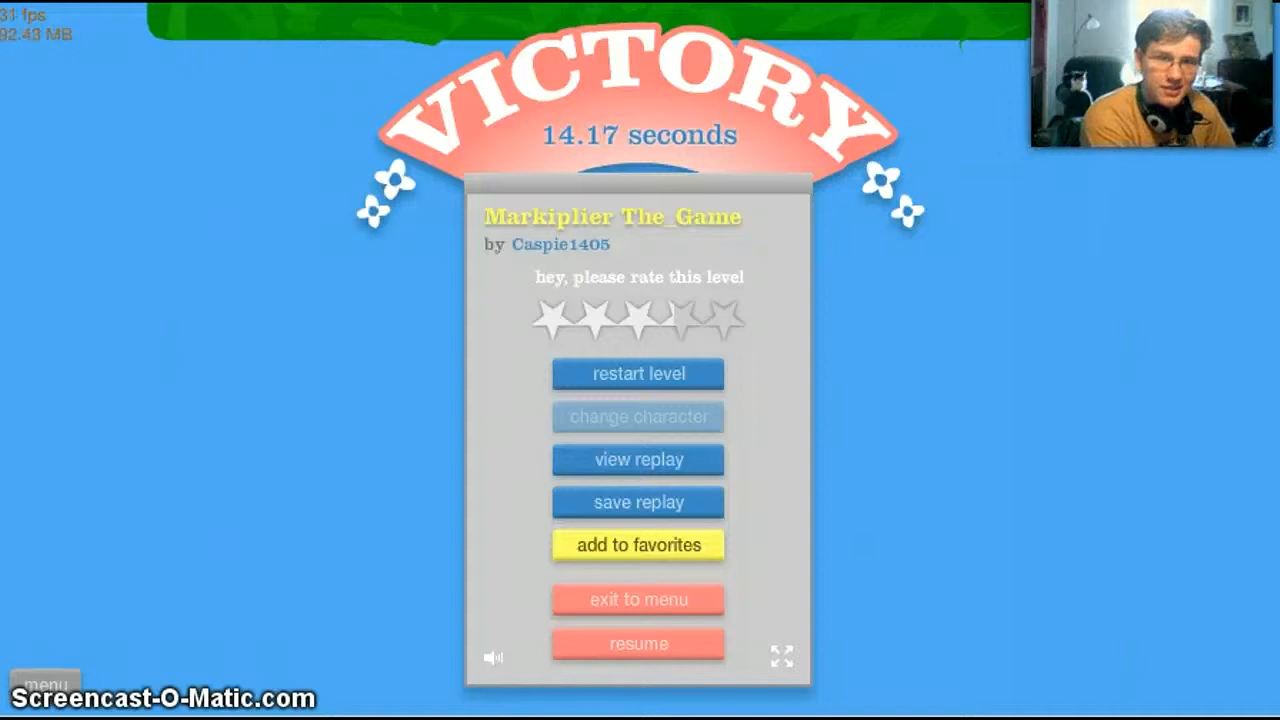 31 fps
92.43 MB
VICTORY
14.17 seconds
Markiplier The_Game
by Caspie1405
hey, please rate this level
restart level
change character
view replay
save replay
add to favorites
exit to menu
resume
menu
Screencast-O-Matic.com